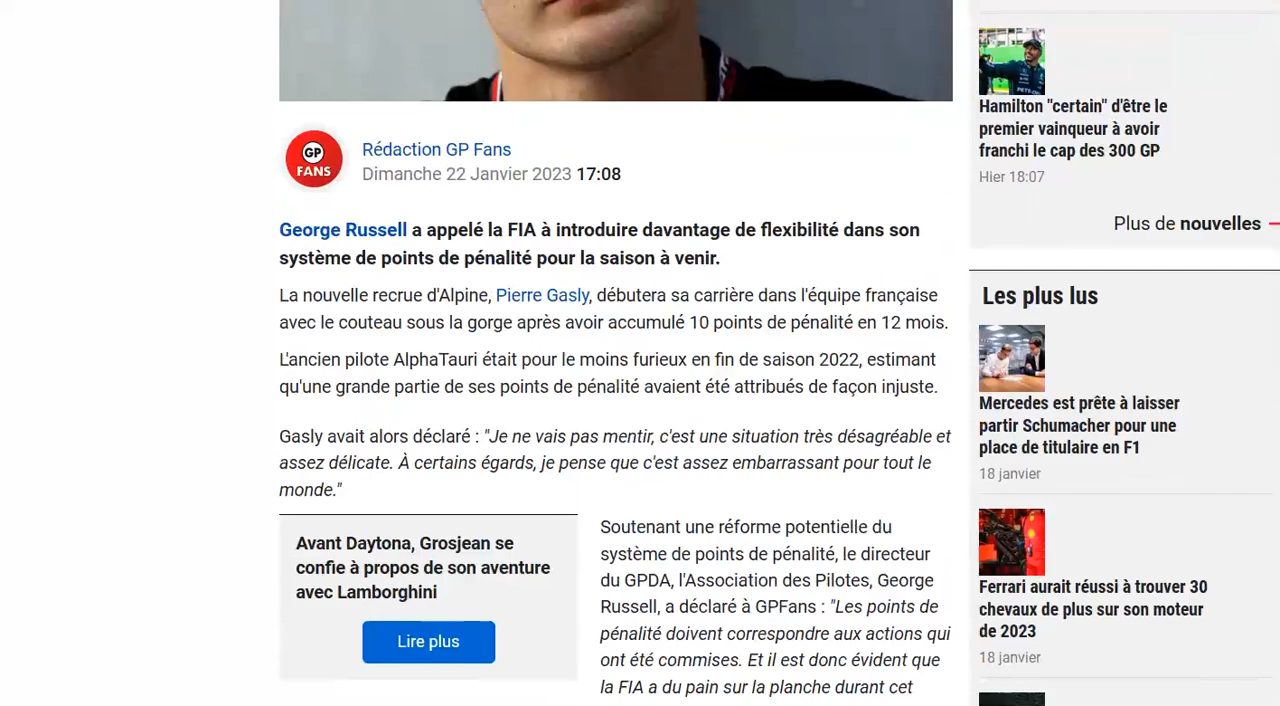 GP
FANS
Rédaction GP Fans
Dimanche 22 Janvier 2023 17:08
George Russell a appelé la FIA à introduire davantage de flexibilité dans son
système de points de pénalité pour la saison à venir.
La nouvelle recrue d'Alpine, Pierre Gasly, débutera sa carrière dans l'équipe française
avec le couteau sous la gorge après avoir accumulé 10 points de pénalité en 12 mois.
L'ancien pilote AlphaTauri était pour le moins furieux en fin de saison 2022, estimant
qu'une grande partie de ses points de pénalité avaient été attribués de façon injuste.
Gasly avait alors déclaré : "Je ne vais pas mentir, c'est une situation très désagréable et
assez délicate. À certains égards, je pense que c'est assez embarrassant pour tout le
monde."
Avant Daytona, Grosjean se
confie à propos de son aventure
avec Lamborghini
Lire plus
Soutenant une réforme potentielle du
système de points de pénalité, le directeur
du GPDA, l'Association des Pilotes, George
Russell, a déclaré à GPFans : "Les points de
pénalité doivent correspondre aux actions qui
ont été commises. Et il est donc évident que
la FIA a du pain sur la planche durant cet
Hamilton "certain" d'être le
premier vainqueur à avoir
franchi le cap des 300 GP
Hier 18:07
Plus de nouvelles
Les plus lus
Mercedes est prête à laisser
partir Schumacher pour une
place de titulaire en F1
18 janvier
Ferrari aurait réussi à trouver 30
chevaux de plus sur son moteur
de 2023
18 janvier